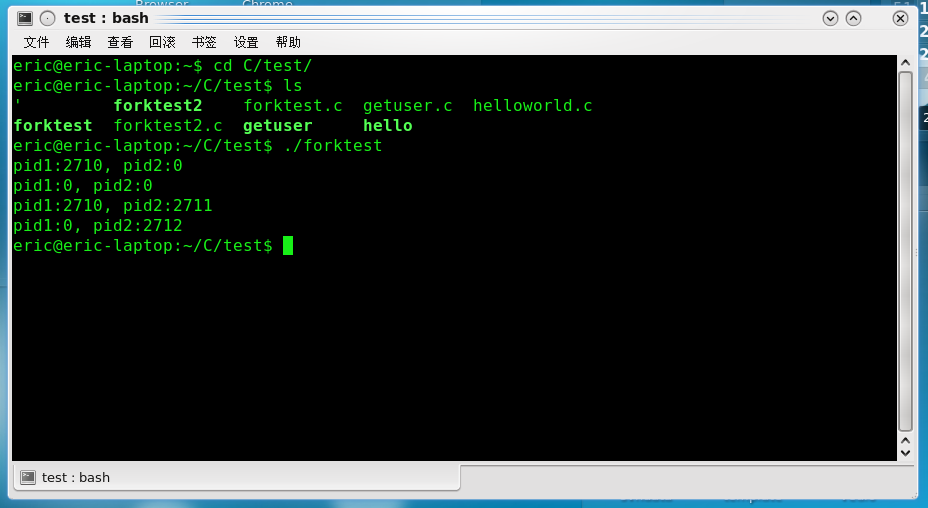 Browser Chrome
test : bash
文件 编辑 查看 回滚 书签 设置 帮助
eric@eric-laptop:~$ cd C/test/
eric@eric-laptop:~/C/test$ ls
' forktest2 forktest.c getuser.c helloworld.c
forktest forktest2.c getuser hello
eric@eric-laptop:~/C/test$ ./forktest
pid1:2710, pid2:0
pid1:0, pid2:0
pid1:2710, pid2:2711
pid1:0, pid2:2712
eric@eric-laptop:~/C/test$
test : bash